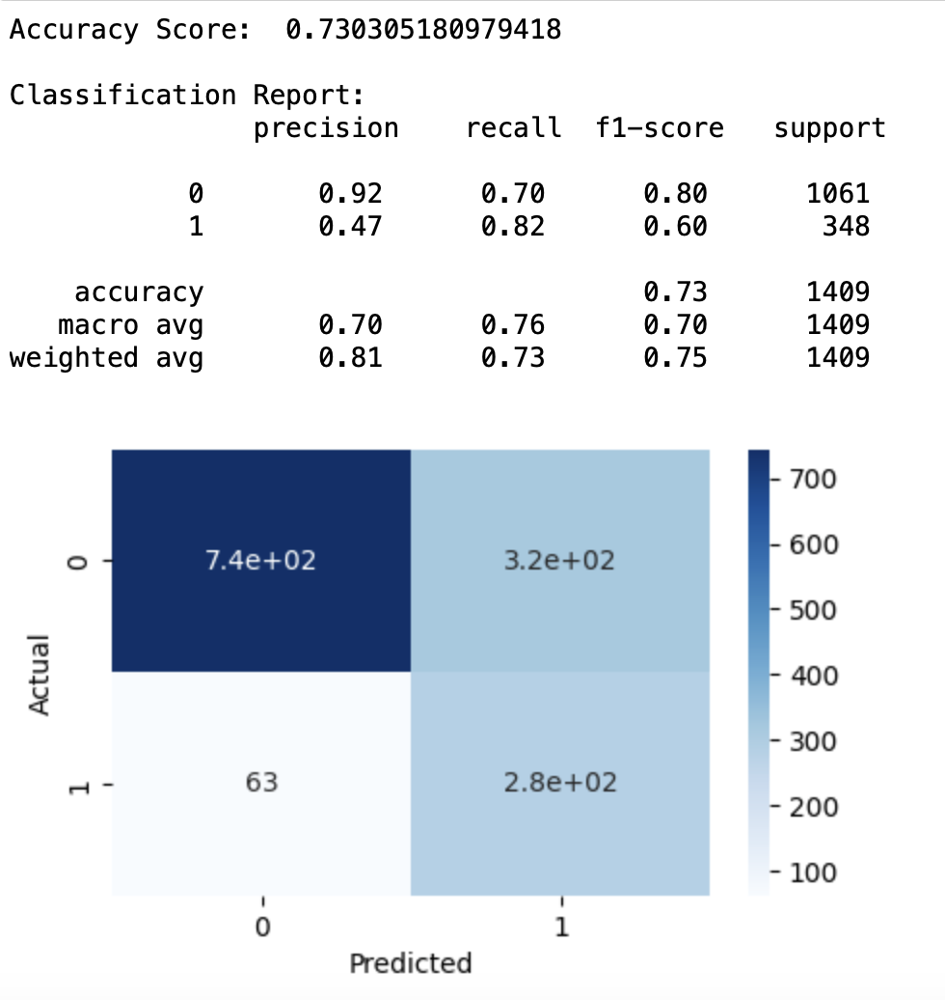 Accuracy Score:  0.730305180979418
Classification Report:
precision recall f1-score support
0 0.92 0.70 0.80 1061
1 0.47 0.82 0.60 348
accuracy 0.73 1409
macro avg 0.70 0.76 0.70 1409
weighted avg 0.81 0.73 0.75 1409
700
0 7.4e+02 3.2e+02
600
500
Actual
400
300
1 63 2.8e+02
200
100
0 1
Predicted